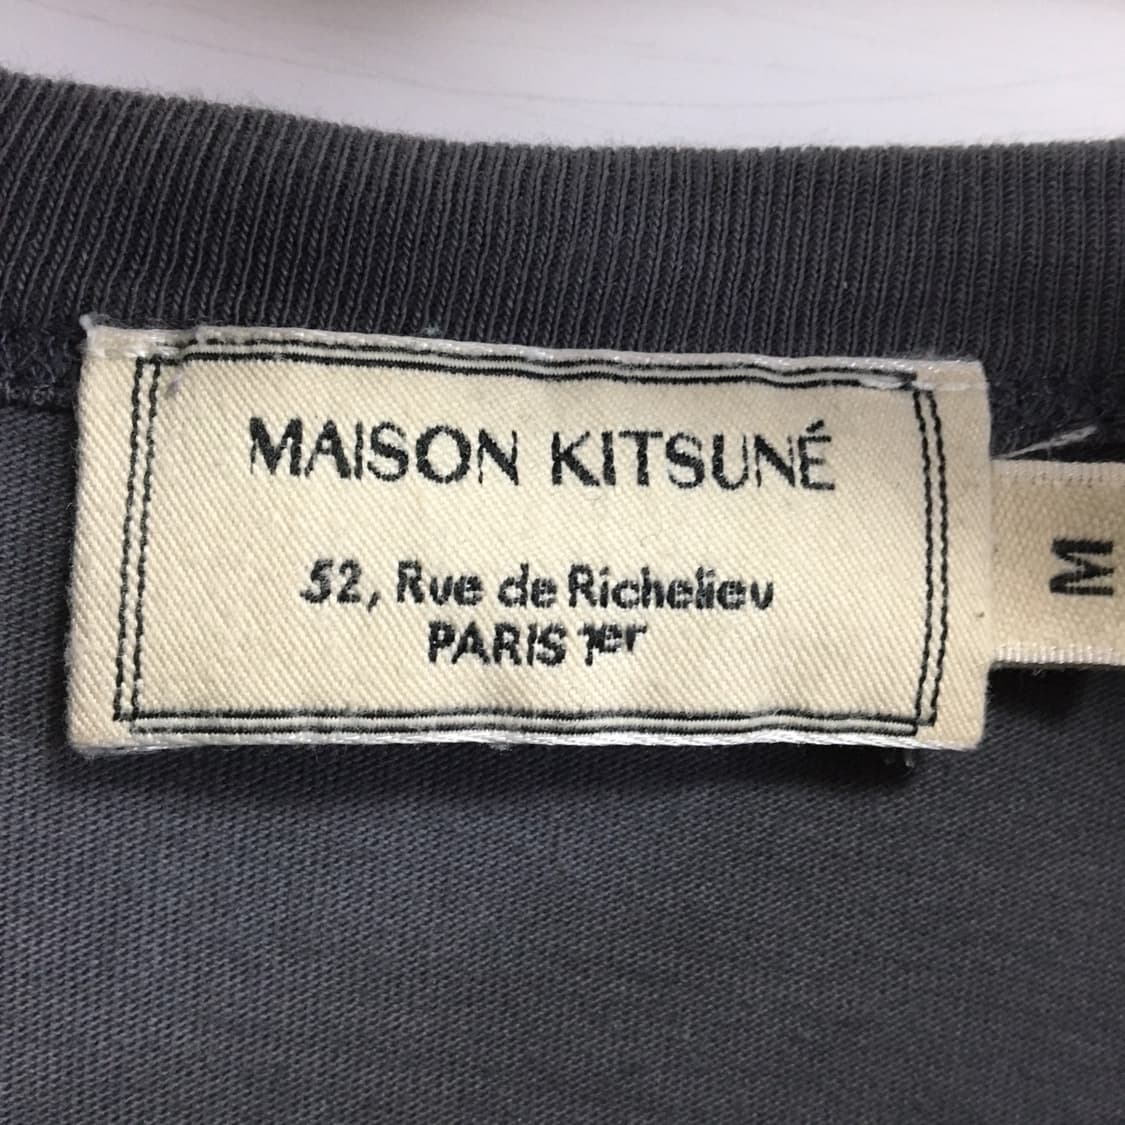 MAISON KITSUNÉ
52, Rue de Richelieu
PARIS 1er
M